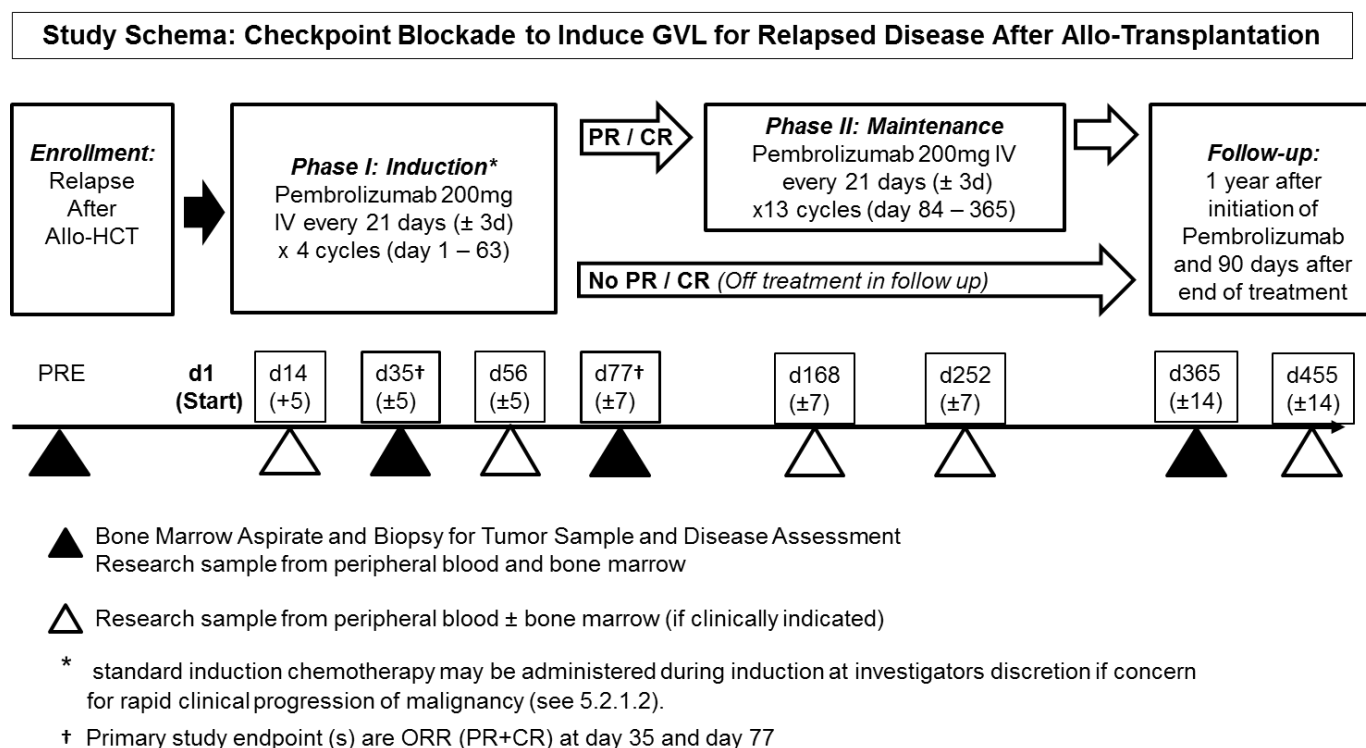 Study Schema: Checkpoint Blockade to Induce GVL for Relapsed Disease After Allo-Transplantation
Enrollment:
Relapse
After
Allo-HCT
Phase I: Induction*
Pembrolizumab 200mg
IV every 21 days (± 3d)
x 4 cycles (day 1 – 63)
PR / CR
Phase II: Maintenance
Pembrolizumab 200mg IV
every 21 days (± 3d)
x13 cycles (day 84 – 365)
No PR / CR (Off treatment in follow up)
Follow-up:
1 year after
initiation of
Pembrolizumab
and 90 days after
end of treatment
PRE
d1
(Start)
d14
(+5)
d35†
(±5)
d56
(±5)
d77†
(±7)
d168
(±7)
d252
(±7)
d365
(±14)
d455
(±14)
Bone Marrow Aspirate and Biopsy for Tumor Sample and Disease Assessment
Research sample from peripheral blood and bone marrow
Research sample from peripheral blood ± bone marrow (if clinically indicated)
* standard induction chemotherapy may be administered during induction at investigators discretion if concern
for rapid clinical progression of malignancy (see 5.2.1.2).
† Primary study endpoint (s) are ORR (PR+CR) at day 35 and day 77